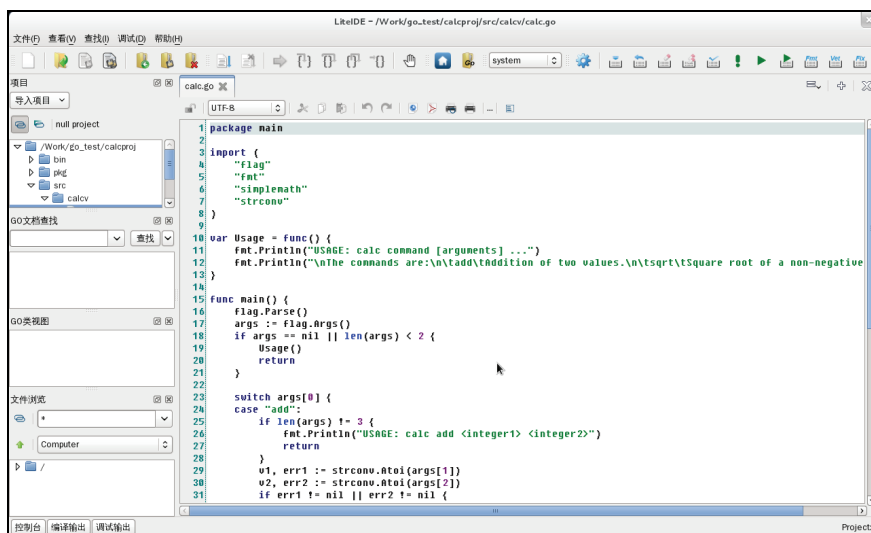 LiteIDE - /Work/go_test/calcproj/src/calcv/calc.go
文件(F) 查看(V) 查找(I) 调试(D) 帮助(H)
system
项目
导入项目
null project
/Work/go_test/calcproj
bin
pkg
src
calcv
GO文档查找
查找
GO类视图
文件浏览
*
Computer
/
calc.go
UTF-8
1 package main
2
3 import (
4 "flag"
5 "fmt"
6 "simplemath"
7 "strconv"
8 )
9
10 var Usage = func() {
11 fmt.Println("USAGE: calc command [arguments] ...")
12 fmt.Println("\nThe commands are:\n\tadd\tAddition of two values.\n\tsqrt\tSquare root of a non-negative
13 }
14
15 func main() {
16 flag.Parse()
17 args := flag.Args()
18 if args == nil || len(args) < 2 {
19 Usage()
20 return
21 }
22
23 switch args[0] {
24 case "add":
25 if len(args) != 3 {
26 fmt.Println("USAGE: calc add <integer1> <integer2>")
27 return
28 }
29 v1, err1 := strconv.Atoi(args[1])
30 v2, err2 := strconv.Atoi(args[2])
31 if err1 != nil || err2 != nil {
控制台 编译输出 调试输出
Project: